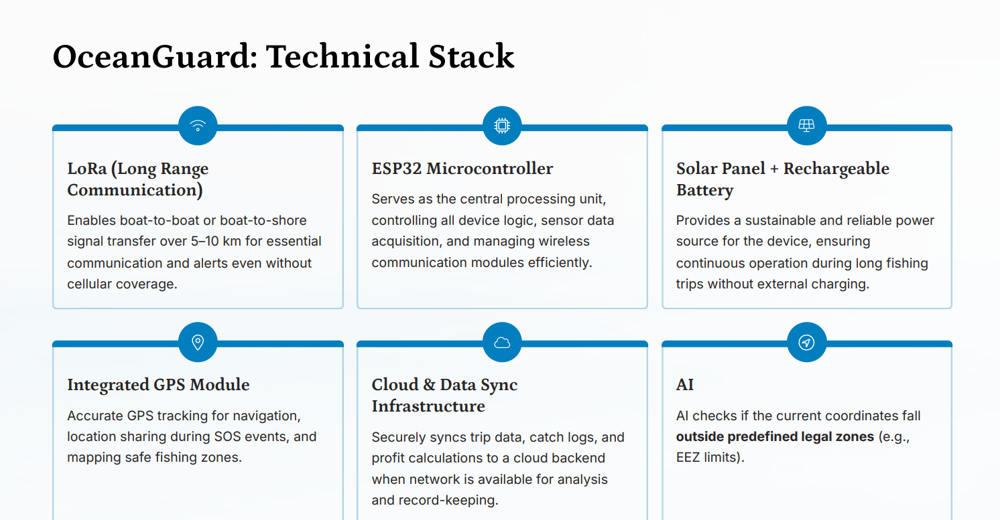 OceanGuard: Technical Stack
LoRa (Long Range
Communication)
Enables boat-to-boat or boat-to-shore
signal transfer over 5–10 km for essential
communication and alerts even without
cellular coverage.
ESP32 Microcontroller
Serves as the central processing unit,
controlling all device logic, sensor data
acquisition, and managing wireless
communication modules efficiently.
Solar Panel + Rechargeable
Battery
Provides a sustainable and reliable power
source for the device, ensuring
continuous operation during long fishing
trips without external charging.
Integrated GPS Module
Accurate GPS tracking for navigation,
location sharing during SOS events, and
mapping safe fishing zones.
Cloud & Data Sync
Infrastructure
Securely syncs trip data, catch logs, and
profit calculations to a cloud backend
when network is available for analysis
and record-keeping.
AI
AI checks if the current coordinates fall
outside predefined legal zones (e.g.,
EEZ limits).